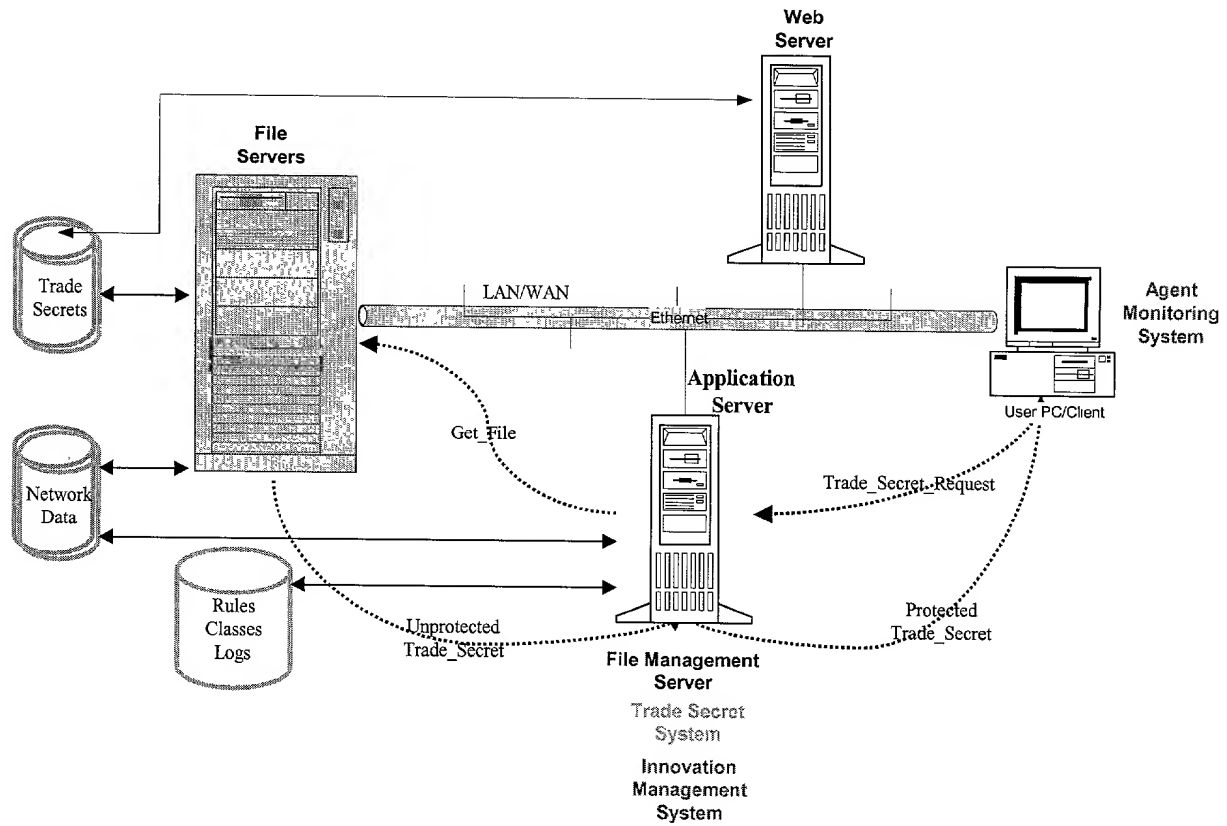 Web
Server
File
Servers
Trade
Secrets
LAN/WAN
Ethernet
Agent
Monitoring
System
User PC/Client
Application
Server
Get_File
Trade_Secret_Request
Network
Data
Rules
Classes
Logs
Unprotected
Trade_Secret
Protected
Trade_Secret
File Management
Server
Trade Secret
System
Innovation
Management
System